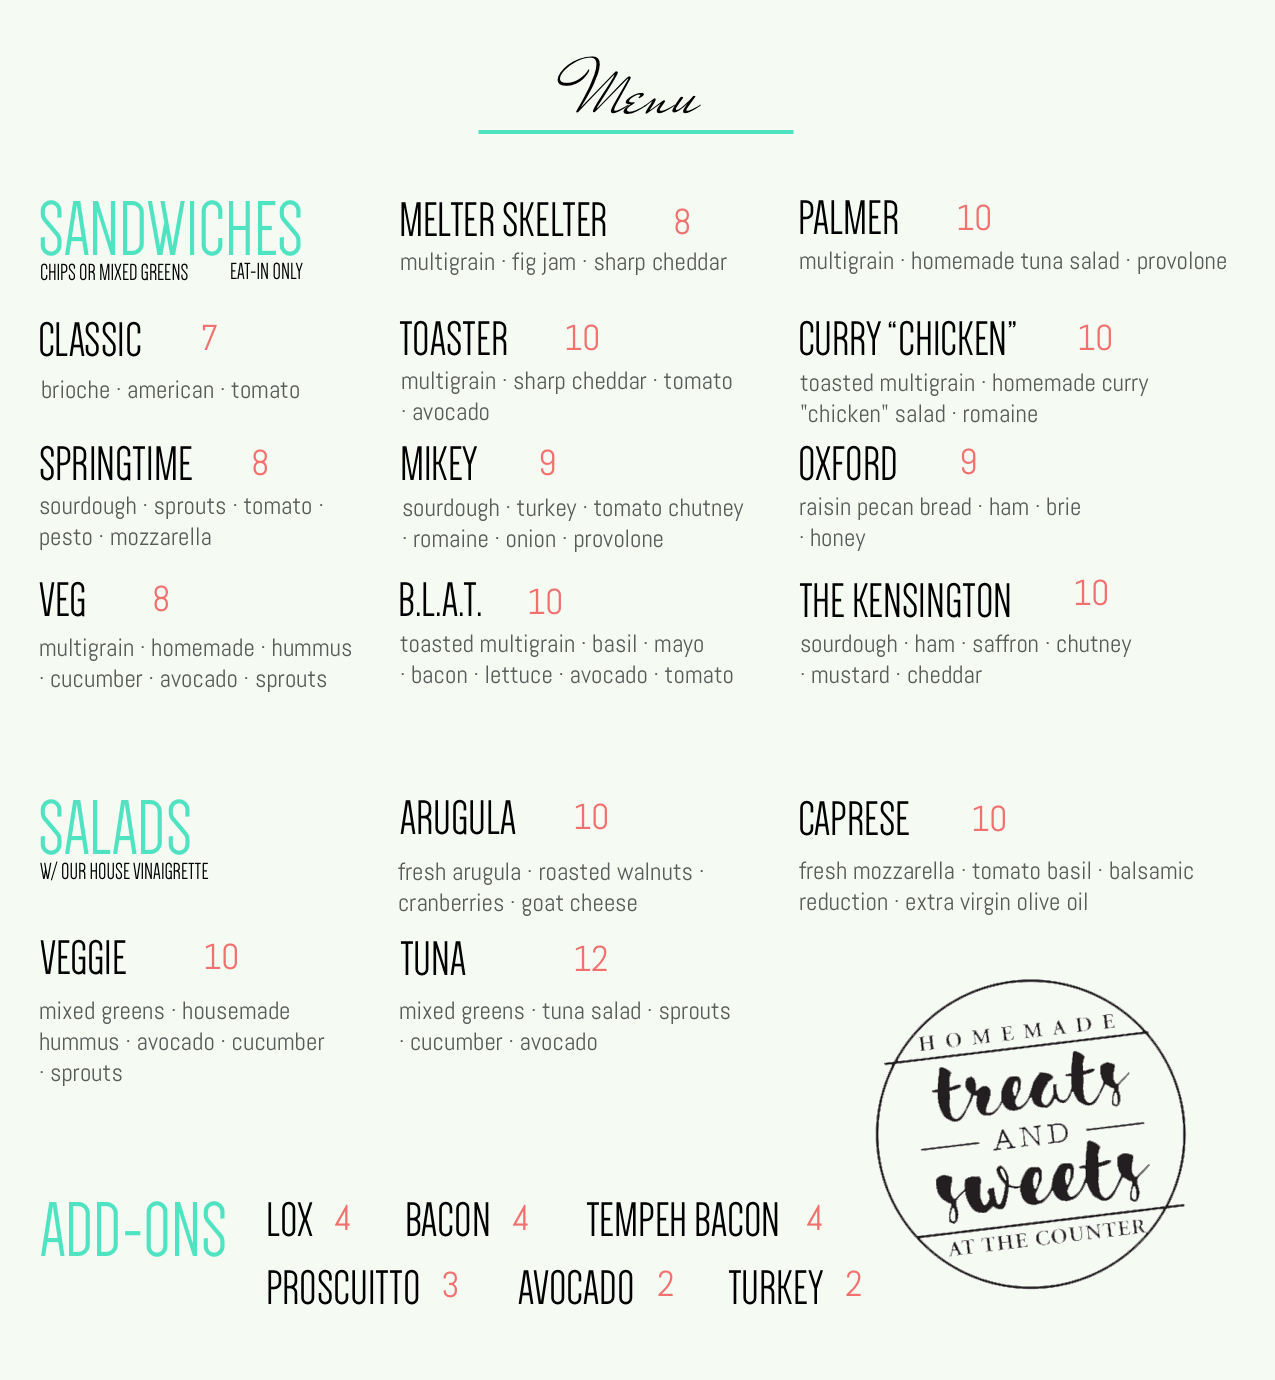 Menu
SANDWICHES
CHIPS OR MIXED GREENS EAT-IN ONLY
CLASSIC 7
brioche · american · tomato
SPRINGTIME 8
sourdough · sprouts · tomato ·
pesto · mozzarella
VEG 8
multigrain · homemade · hummus
· cucumber · avocado · sprouts
MELTER SKELTER 8
multigrain · fig jam · sharp cheddar
TOASTER 10
multigrain · sharp cheddar · tomato
· avocado
MIKEY 9
sourdough · turkey · tomato chutney
· romaine · onion · provolone
B.L.A.T. 10
toasted multigrain · basil · mayo
· bacon · lettuce · avocado · tomato
PALMER 10
multigrain · homemade tuna salad · provolone
CURRY “CHICKEN” 10
toasted multigrain · homemade curry
"chicken" salad · romaine
OXFORD 9
raisin pecan bread · ham · brie
· honey
THE KENSINGTON 10
sourdough · ham · saffron · chutney
· mustard · cheddar
SALADS
W/ OUR HOUSE VINAIGRETTE
VEGGIE 10
mixed greens · housemade
hummus · avocado · cucumber
· sprouts
ARUGULA 10
fresh arugula · roasted walnuts ·
cranberries · goat cheese
TUNA 12
mixed greens · tuna salad · sprouts
· cucumber · avocado
CAPRESE 10
fresh mozzarella · tomato basil · balsamic
reduction · extra virgin olive oil
HOMEMADE
treats
AND
sweets
AT THE COUNTER
ADD-ONS
LOX 4 BACON 4 TEMPEH BACON 4
PROSCUITTO 3 AVOCADO 2 TURKEY 2